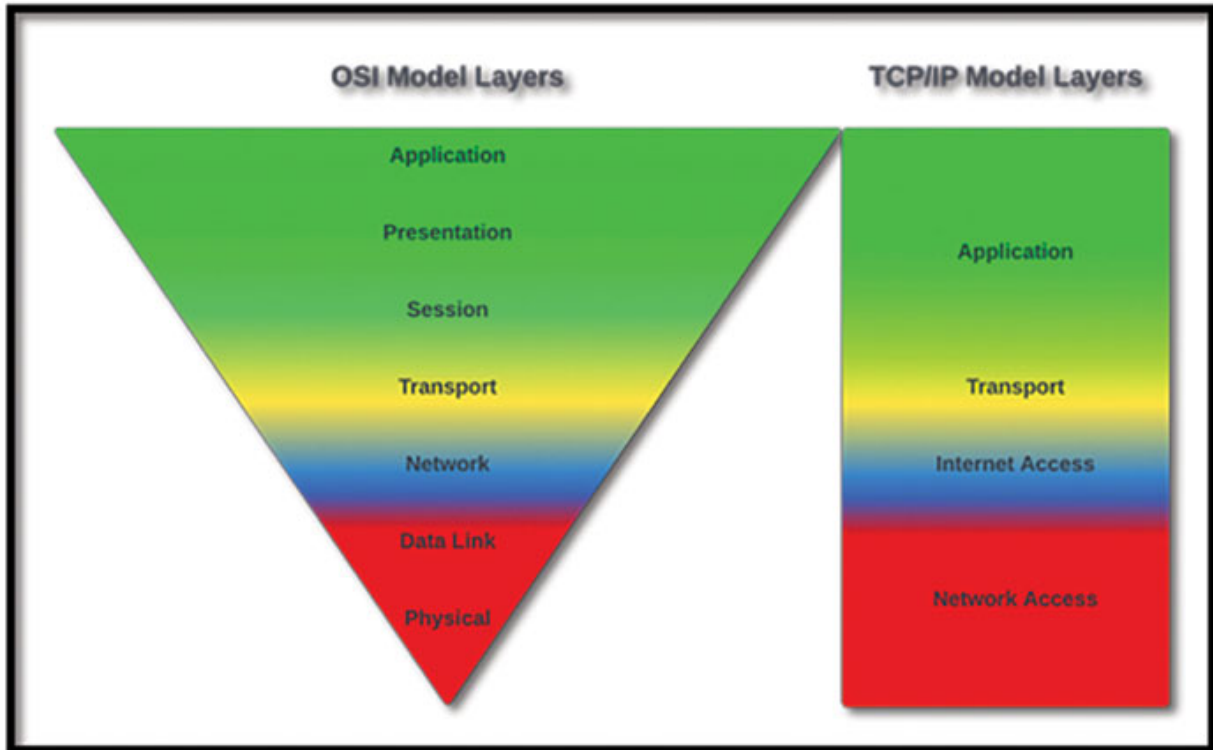 OSI Model Layers
TCP/IP Model Layers
Application
Presentation
Session
Transport
Network
Data Link
Physical
Application
Transport
Internet Access
Network Access